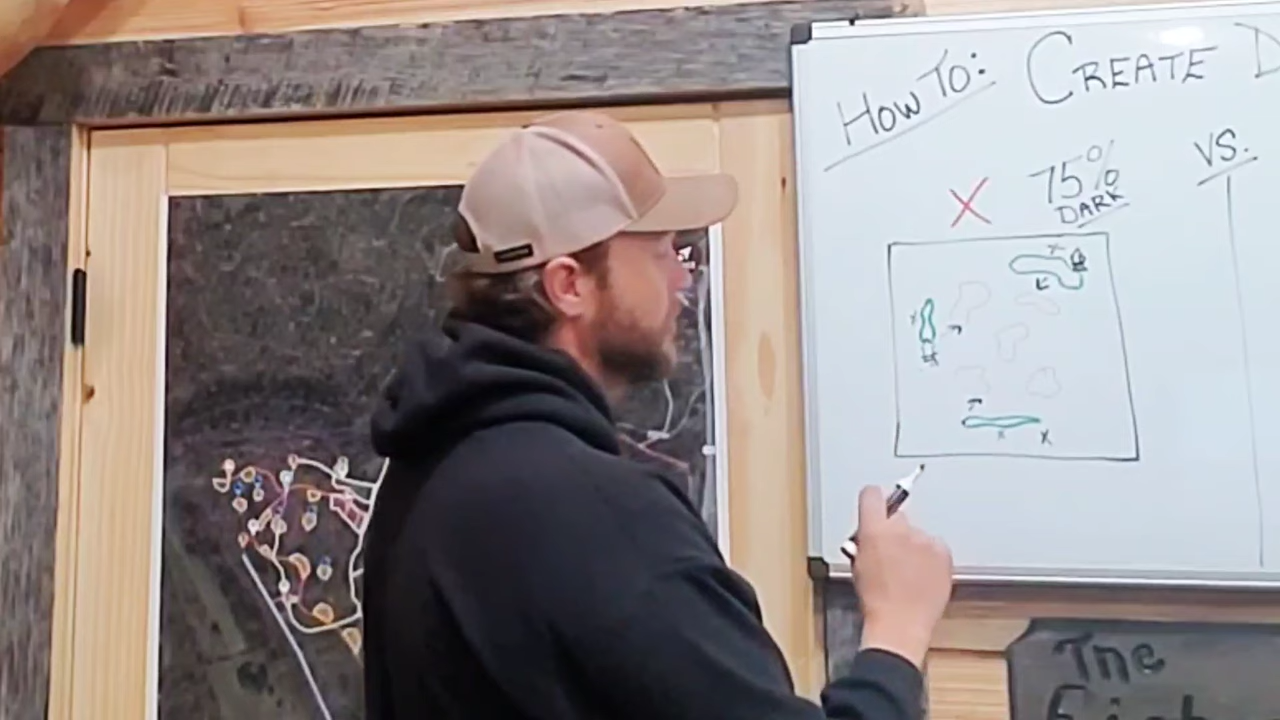 HOW TO: CREATE D
X 75% DARK
VS.
X
X
X X
The